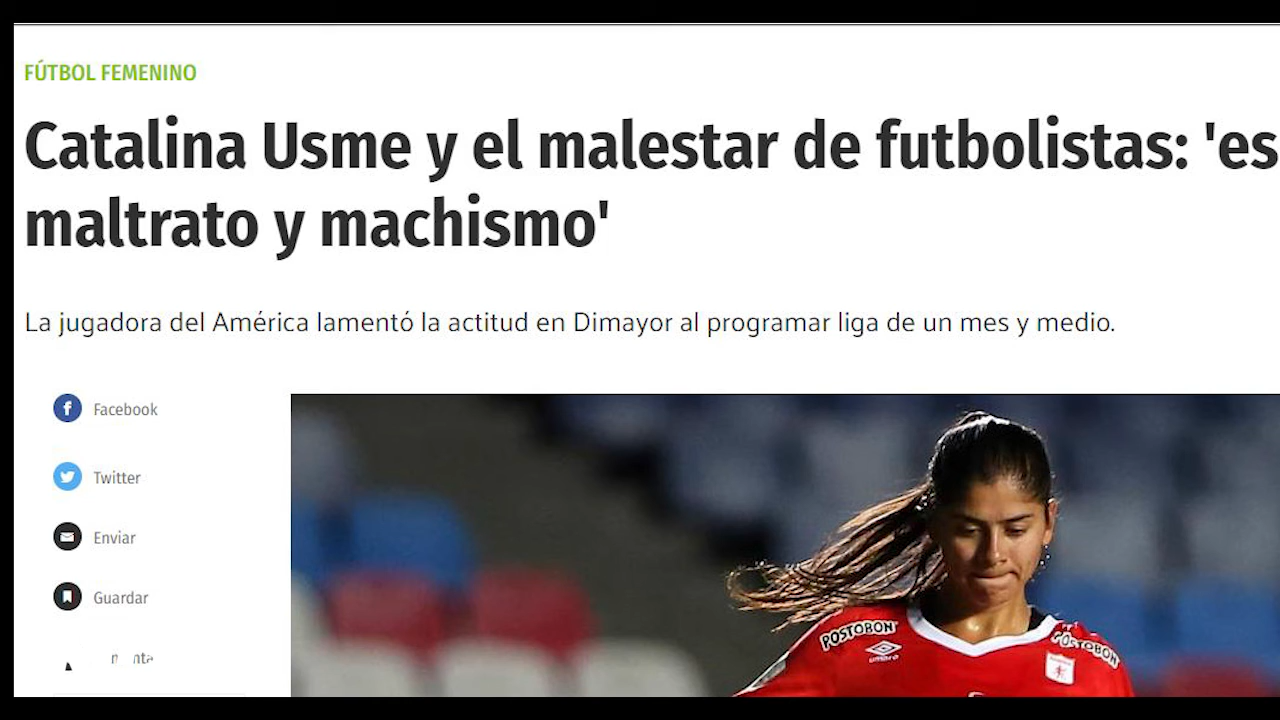 FÚTBOL FEMENINO
Catalina Usme y el malestar de futbolistas: 'es
maltrato y machismo'
La jugadora del América lamentó la actitud en Dimayor al programar liga de un mes y medio.
Facebook
Twitter
Enviar
Guardar
POSTOBON
umbro
POSTOBON